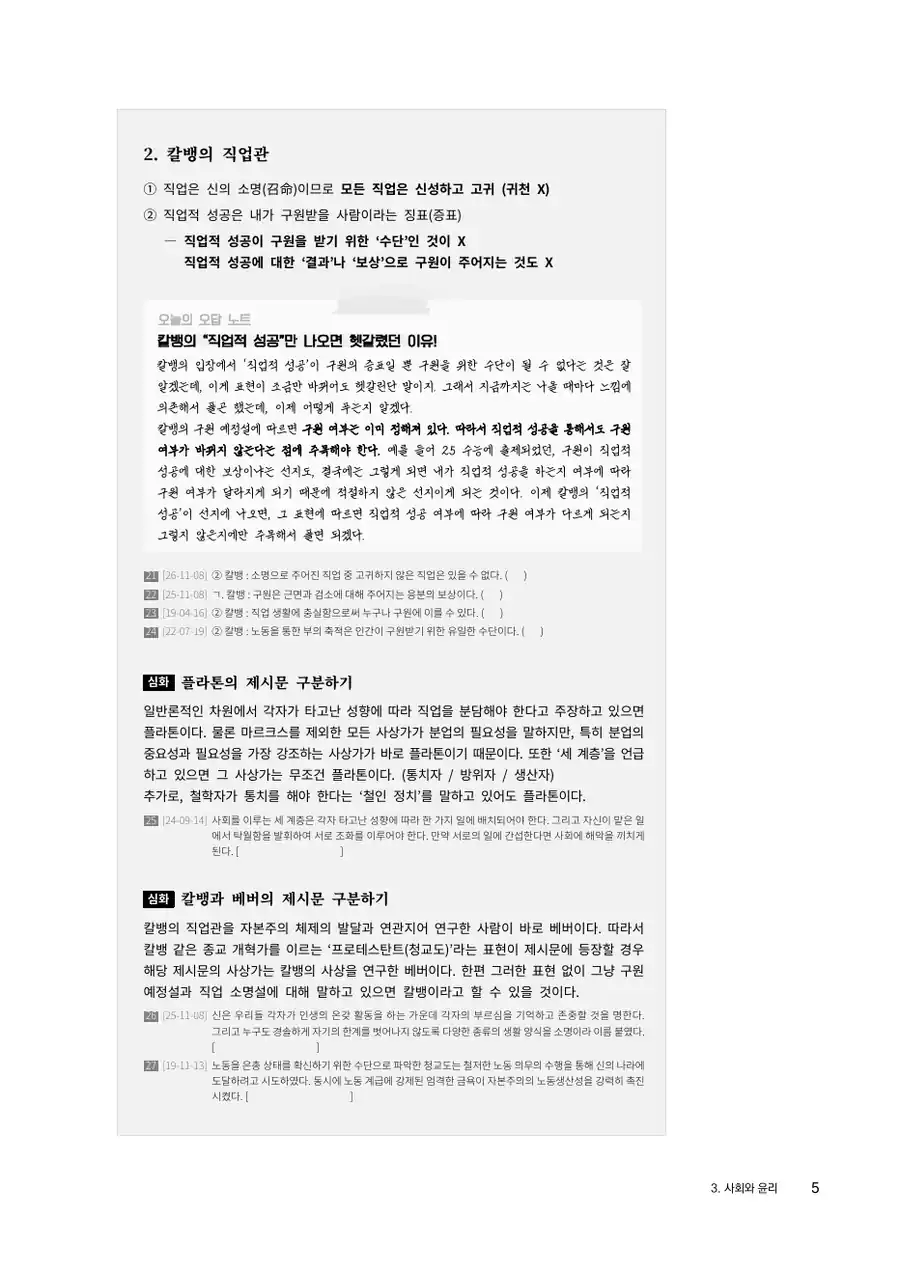 2. 칼뱅의 직업관
① 직업은 신의 소명(召命)이므로 모든 직업은 신성하고 고귀 (귀천 X)
② 직업적 성공은 내가 구원받을 사람이라는 징표(증표)
― 직업적 성공이 구원을 받기 위한 ‘수단’인 것이 X
직업적 성공에 대한 ‘결과’나 ‘보상’으로 구원이 주어지는 것도 X
오늘의 오답 노트
칼뱅의 “직업적 성공”만 나오면 헷갈렸던 이유!
칼뱅의 입장에서 ‘직업적 성공’이 구원의 증표일 뿐 구원을 위한 수단이 될 수 없다는 것은 잘
알겠는데, 이게 표현이 조금만 바뀌어도 헷갈린단 말이지. 그래서 지금까지는 나올 때마다 느낌에
의존해서 풀곤 했는데, 이제 어떻게 푸는지 알겠다.
칼뱅의 구원 예정설에 따르면 구원 여부는 이미 정해져 있다. 따라서 직업적 성공을 통해서도 구원
여부가 바뀌지 않는다는 점에 주목해야 한다. 예를 들어 25 수능에 출제되었던, 구원이 직업적
성공에 대한 보상이냐는 선지도, 결국에는 그렇게 되면 내가 직업적 성공을 하는지 여부에 따라
구원 여부가 달라지게 되기 때문에 적절하지 않은 선지이게 되는 것이다. 이제 칼뱅의 ‘직업적
성공’이 선지에 나오면, 그 표현에 따르면 직업적 성공 여부에 따라 구원 여부가 다르게 되는지
그렇지 않은지에만 주목해서 풀면 되겠다.
21 [26-11-08] ② 칼뱅 : 소명으로 주어진 직업 중 고귀하지 않은 직업은 있을 수 없다. ( )
22 [25-11-08] ㄱ. 칼뱅 : 구원은 근면과 검소에 대해 주어지는 응분의 보상이다. ( )
23 [19-04-16] ② 칼뱅 : 직업 생활에 충실함으로써 누구나 구원에 이를 수 있다. ( )
24 [22-07-19] ② 칼뱅 : 노동을 통한 부의 축적은 인간이 구원받기 위한 유일한 수단이다. ( )
심화 플라톤의 제시문 구분하기
일반론적인 차원에서 각자가 타고난 성향에 따라 직업을 분담해야 한다고 주장하고 있으면
플라톤이다. 물론 마르크스를 제외한 모든 사상가가 분업의 필요성을 말하지만, 특히 분업의
중요성과 필요성을 가장 강조하는 사상가가 바로 플라톤이기 때문이다. 또한 ‘세 계층’을 언급
하고 있으면 그 사상가는 무조건 플라톤이다. (통치자 / 방위자 / 생산자)
추가로, 철학자가 통치를 해야 한다는 ‘철인 정치’를 말하고 있어도 플라톤이다.
25 [24-09-14] 사회를 이루는 세 계층은 각자 타고난 성향에 따라 한 가지 일에 배치되어야 한다. 그리고 자신이 맡은 일
에서 탁월함을 발휘하여 서로 조화를 이루어야 한다. 만약 서로의 일에 간섭한다면 사회에 해악을 끼치게
된다. [ ]
심화 칼뱅과 베버의 제시문 구분하기
칼뱅의 직업관을 자본주의 체제의 발달과 연관지어 연구한 사람이 바로 베버이다. 따라서
칼뱅 같은 종교 개혁가를 이르는 ‘프로테스탄트(청교도)’라는 표현이 제시문에 등장할 경우
해당 제시문의 사상가는 칼뱅의 사상을 연구한 베버이다. 한편 그러한 표현 없이 그냥 구원
예정설과 직업 소명설에 대해 말하고 있으면 칼뱅이라고 할 수 있을 것이다.
26 [25-11-08] 신은 우리들 각자가 인생의 온갖 활동을 하는 가운데 각자의 부르심을 기억하고 존중할 것을 명한다.
그리고 누구도 경솔하게 자기의 한계를 벗어나지 않도록 다양한 종류의 생활 양식을 소명이라 이름 붙였다.
[ ]
27 [19-11-13] 노동을 은총 상태를 확신하기 위한 수단으로 파악한 청교도는 철저한 노동 의무의 수행을 통해 신의 나라에
도달하려고 시도하였다. 동시에 노동 계급에 강제된 엄격한 금욕이 자본주의의 노동생산성을 강력히 촉진
시켰다. [ ]
3. 사회와 윤리 5